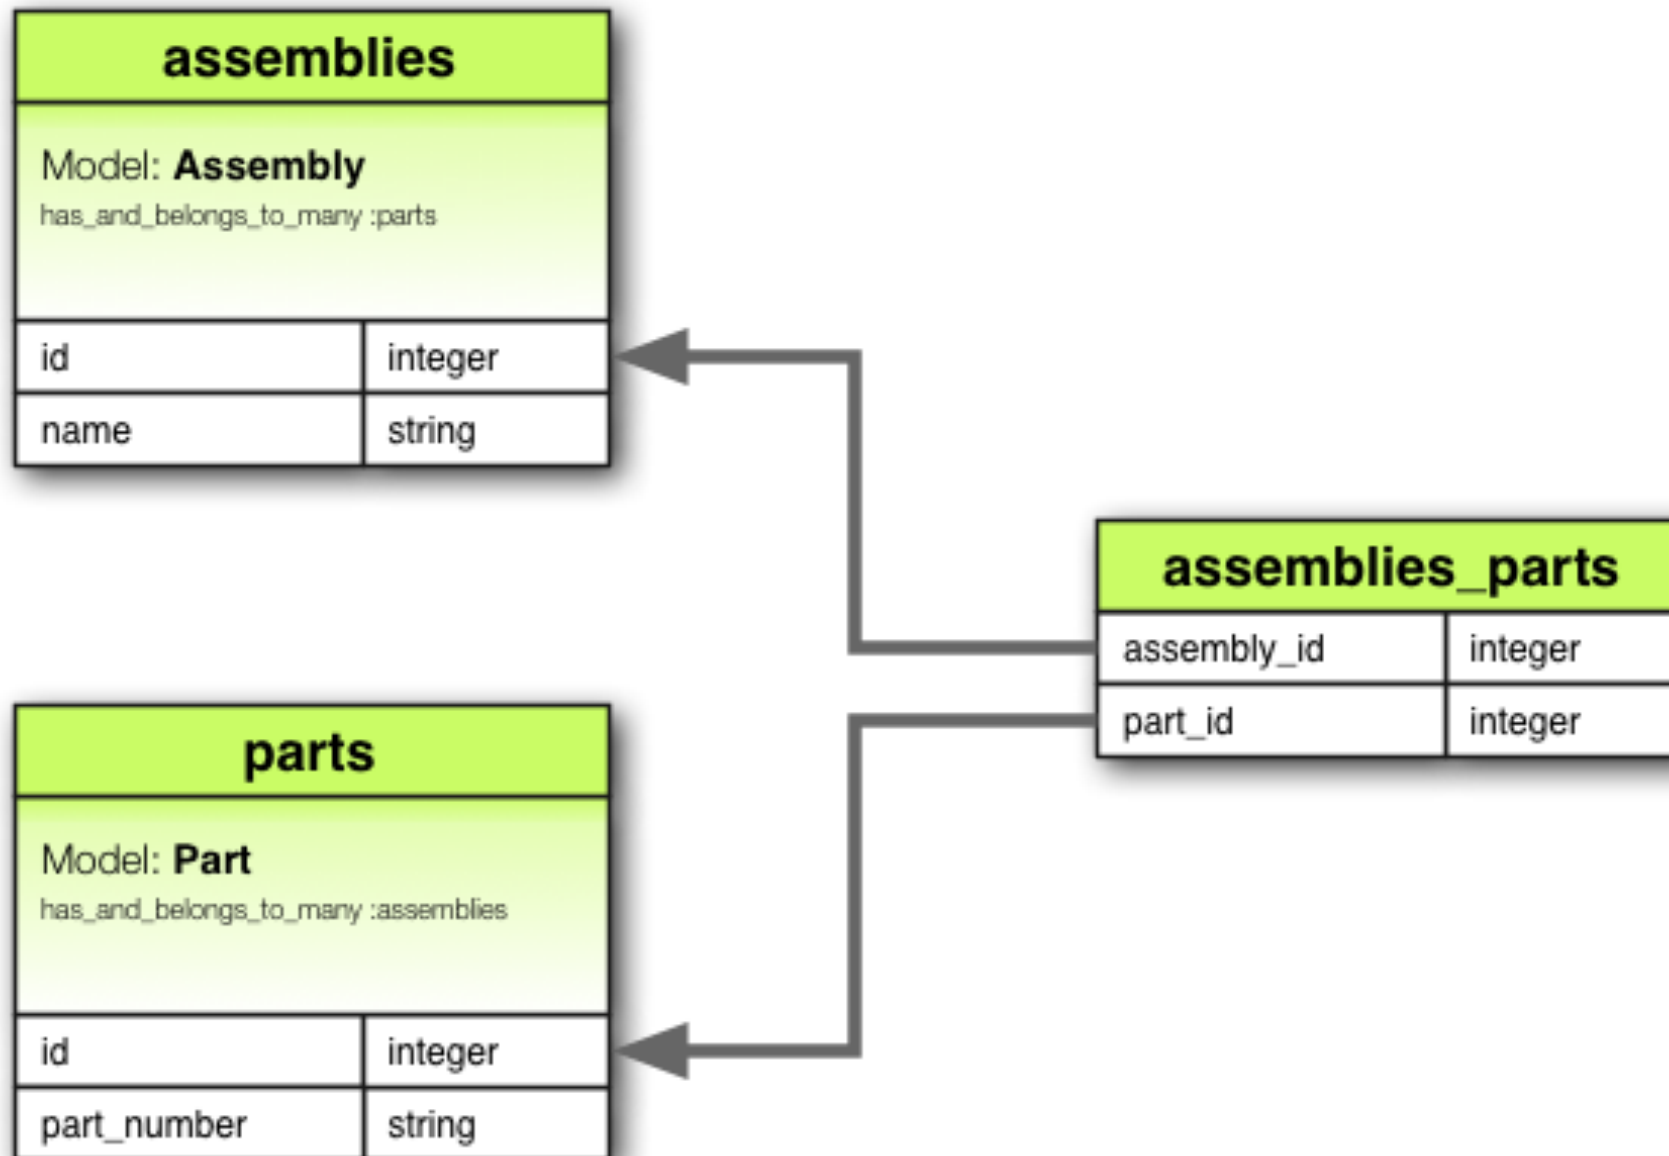 assemblies
Model: Assembly
has_and_belongs_to_many :parts
id integer
name string
assemblies_parts
assembly_id integer
part_id integer
parts
Model: Part
has_and_belongs_to_many :assemblies
id integer
part_number string